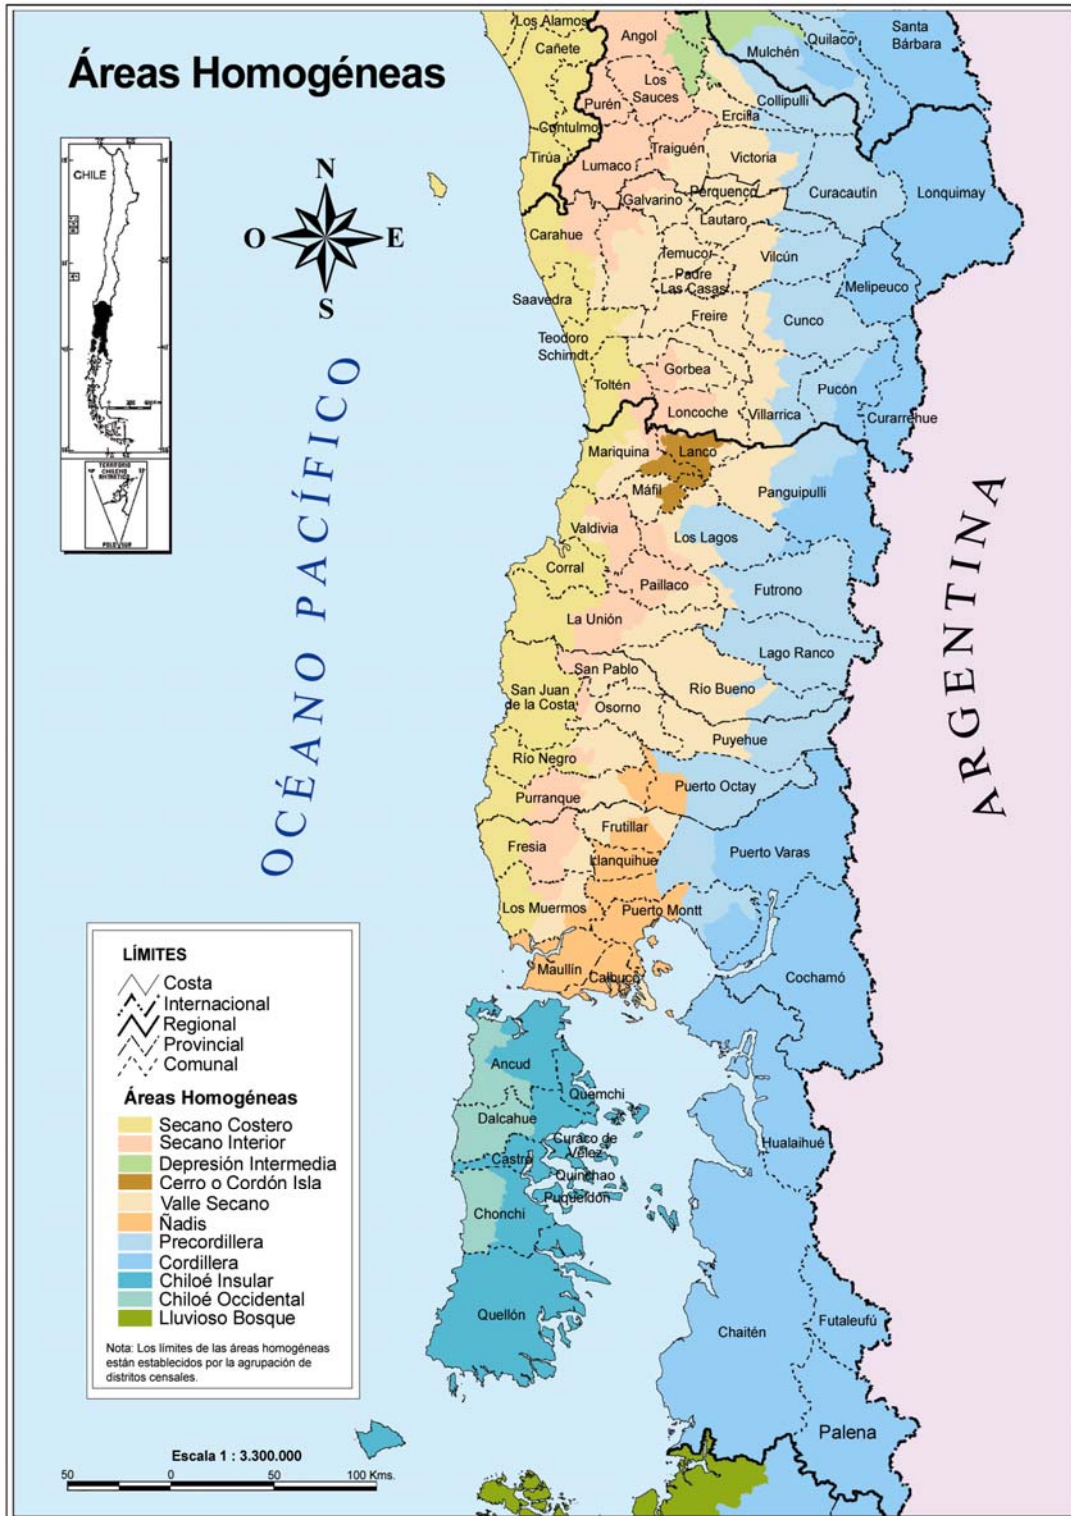 Áreas Homogéneas
CHILE
TERRITORIO
CHILENO
ANTARTICO
POLO SUR
N
O
E
S
OCÉANO PACÍFICO
ARGENTINA
Los Alamos
Cañete
Contulmo
Tirúa
Angol
Los
Sauces
Purén
Lumaco
Traiguén
Ercilla
Victoria
Collipulli
Mulchén
Quilaco
Santa
Bárbara
Galvarino
Perquenco
Lautaro
Curacautín
Lonquimay
Carahue
Temucor
Padre
Las Casas
Vilcún
Melipeuco
Saavedra
Freire
Cunco
Teodoro
Schimdt
Gorbea
Toltén
Pucón
Loncoche
Villarrica
Curarrehue
Mariquina
Lanco
Máfil
Panguipulli
Valdivia
Los Lagos
Corral
Paillaco
Futrono
La Unión
Lago Ranco
San Pablo
San Juan
de la Costa
Río Bueno
Osorno
Puyehue
Río Negro
Puerto Octay
Purranque
Frutillar
Fresia
Llanquihue
Puerto Varas
Los Muermos
Puerto Montt
Maullín
Calbuco
Cochamó
Ancud
Quemchi
Dalcahue
Curaco de
Vélez
Castro
Quinchao
Puqueldón
Hualaihué
Chonchi
Quellón
Chaitén
Futaleufú
Palena
LÍMITES
Costa
Internacional
Regional
Provincial
Comunal
Áreas Homogéneas
Secano Costero
Secano Interior
Depresión Intermedia
Cerro o Cordón Isla
Valle Secano
Ñadis
Precordillera
Cordillera
Chiloé Insular
Chiloé Occidental
Lluvioso Bosque
Nota: Los límites de las áreas homogéneas
están establecidos por la agrupación de
distritos censales.
Escala 1 : 3.300.000
50 0 50 100 Kms.